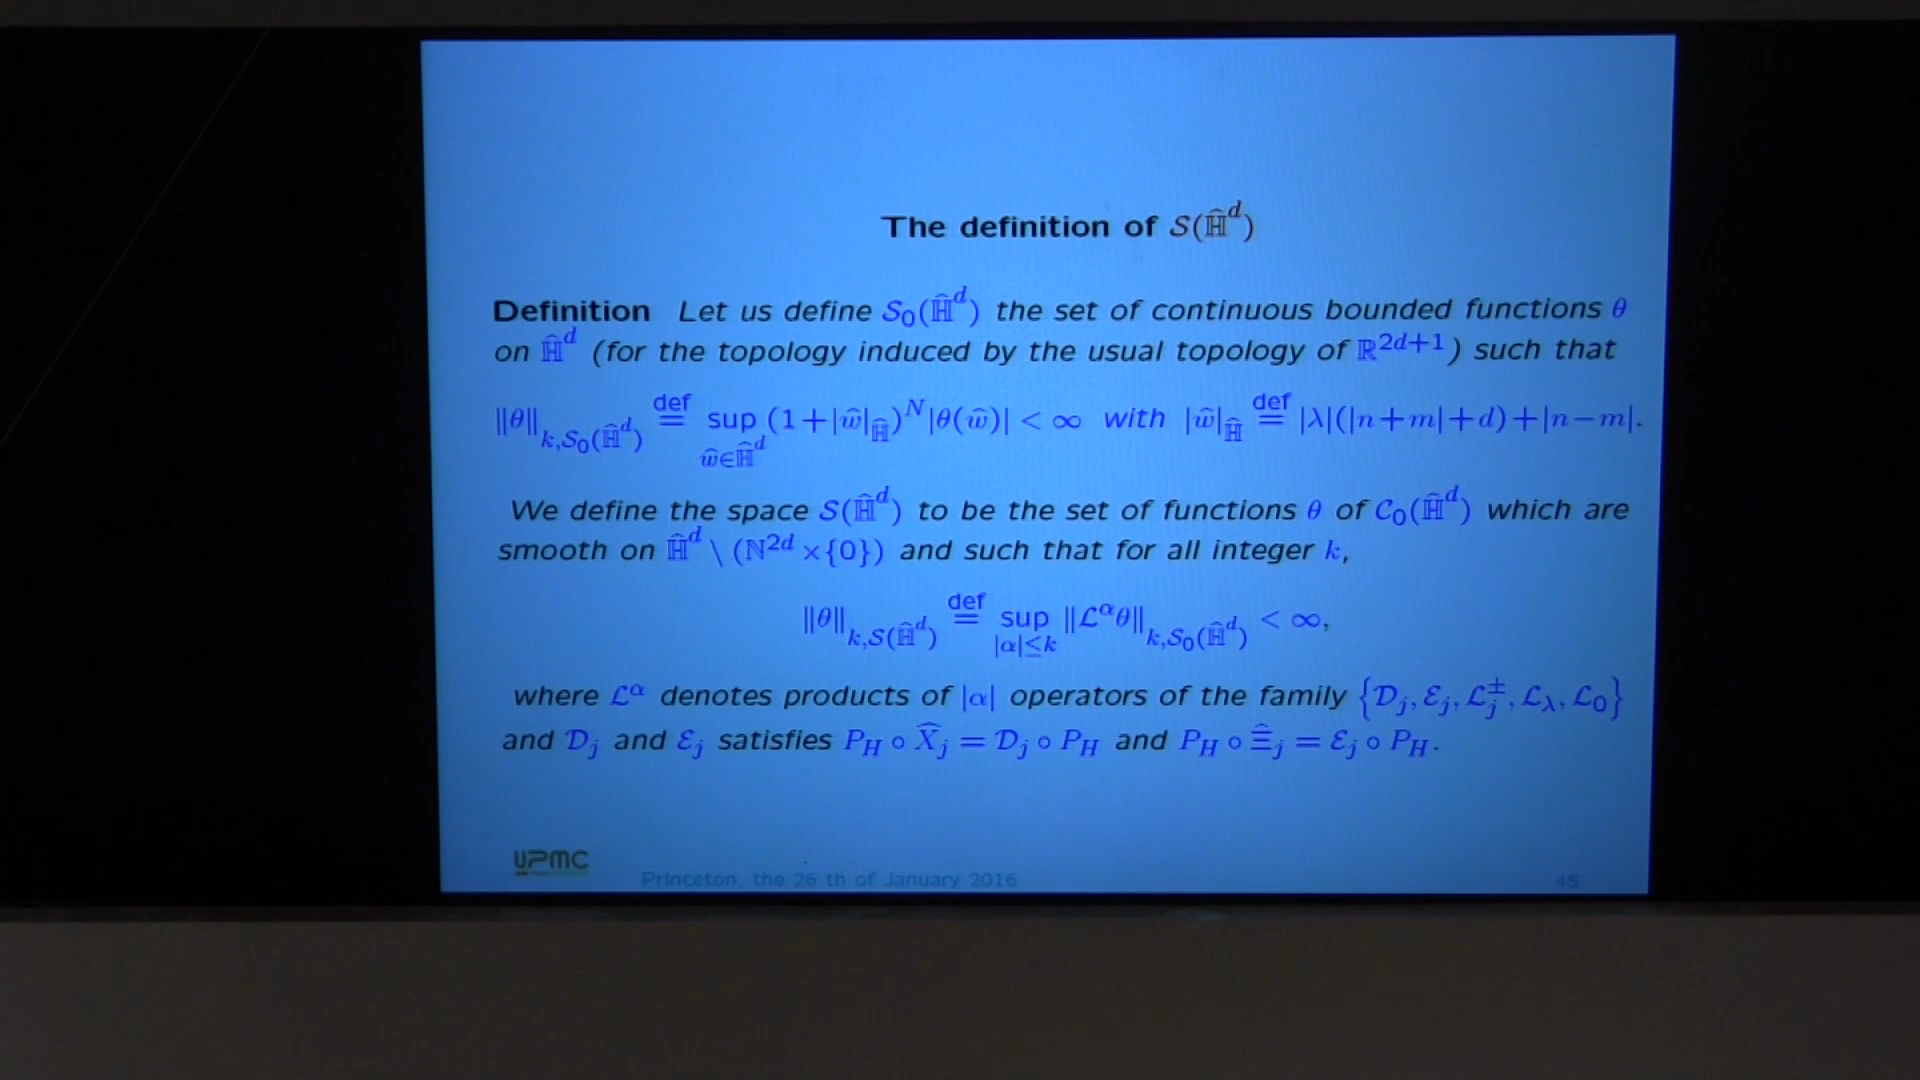 The definition of 𝒮(ℍ̂^d)
Definition Let us define 𝒮₀(ℍ̂^d) the set of continuous bounded functions θ
on ℍ̂^d (for the topology induced by the usual topology of ℝ^{2d+1}) such that
‖θ‖_{k,𝒮₀(ℍ̂^d)} def= sup_{ŵ∈ℍ̂^d} (1+|ŵ|_ℍ̂)^N |θ(ŵ)| < ∞ with |ŵ|_ℍ̂ def= |λ|(|n+m|+d)+|n−m|.
We define the space 𝒮(ℍ̂^d) to be the set of functions θ of 𝒞₀(ℍ̂^d) which are
smooth on ℍ̂^d \ (ℕ^{2d}×{0}) and such that for all integer k,
‖θ‖_{k,𝒮(ℍ̂^d)} def= sup_{|α|≤k} ‖ℒ^α θ‖_{k,𝒮₀(ℍ̂^d)} < ∞,
where ℒ^α denotes products of |α| operators of the family {𝒟_j, ℰ_j, ℒ_j^±, ℒ_λ, ℒ₀}
and 𝒟_j and ℰ_j satisfies P_H ∘ X̂_j = 𝒟_j ∘ P_H and P_H ∘ Ξ̂_j = ℰ_j ∘ P_H.
UPMC
Princeton, the 26 th of January 2016
45